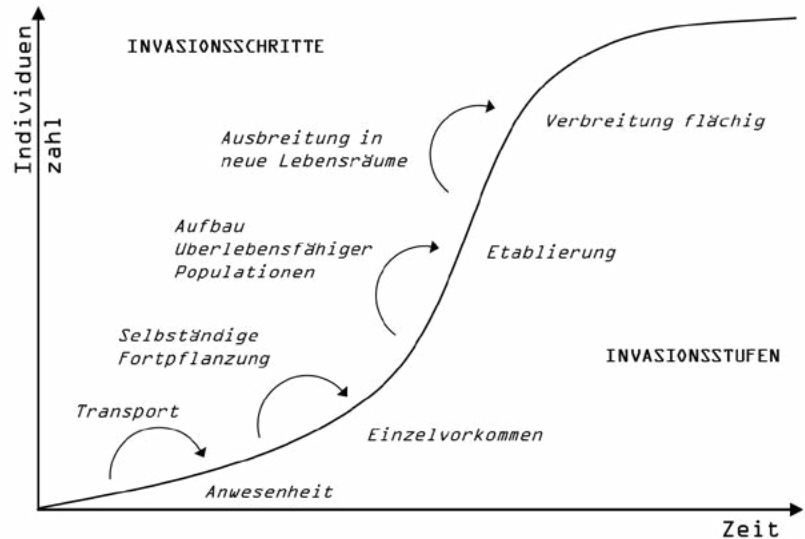 INVASIONSSCHRITTE
Individuen
zahl
Ausbreitung in
neue Lebensräume
Verbreitung flächig
Aufbau
Uberlebensfähiger
Populationen
Etablierung
Selbständige
Fortpflanzung
INVASIONSSTUFEN
Transport
Einzelvorkommen
Anwesenheit
Zeit